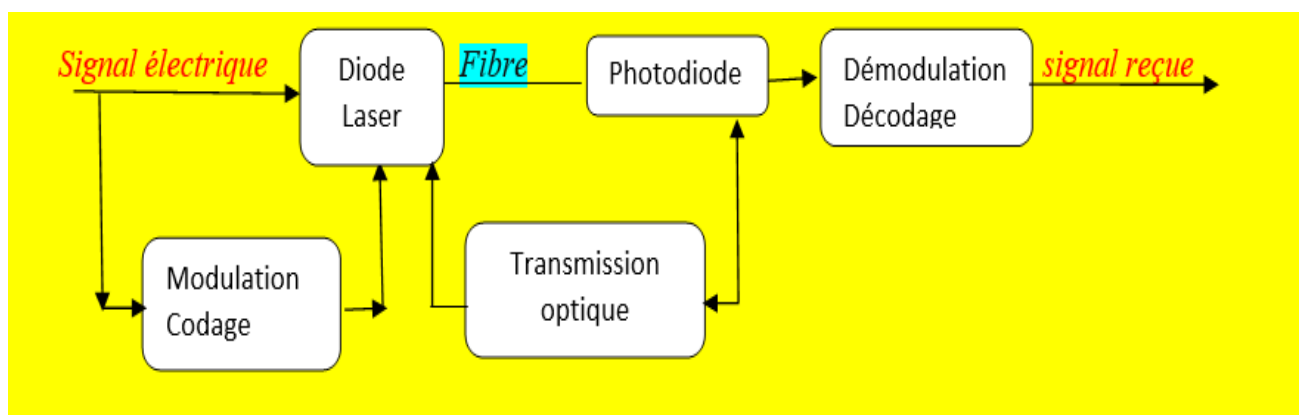 Signal électrique
Diode
Laser
Fibre
Photodiode
Démodulation
Décodage
signal reçue
Modulation
Codage
Transmission
optique